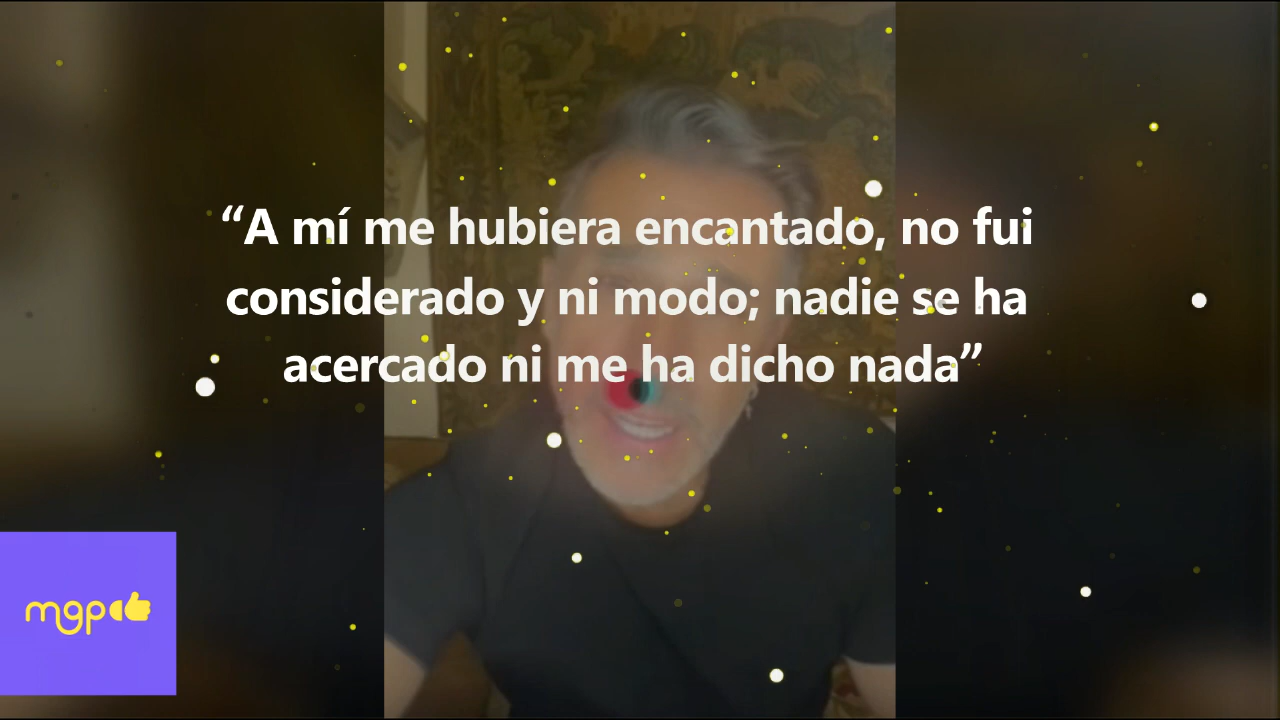 “A mí me hubiera encantado, no fui
considerado y ni modo; nadie se ha
acercado ni me ha dicho nada”
mgp